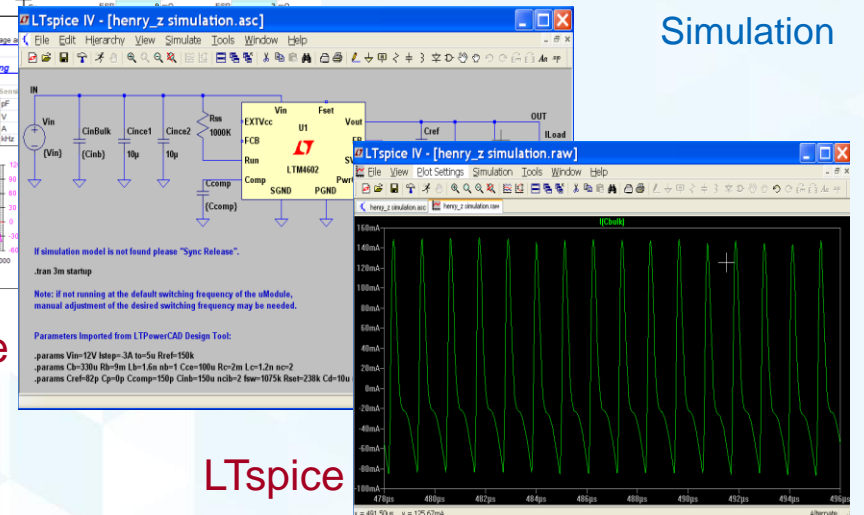 Simulation
LTspice IV - [henry_z simulation.asc]
File Edit Hierarchy View Simulate Tools Window Help
IN
Vin
{Vin}
CinBulk
{Cinb}
Cince1
10µ
Cince2
10µ
Rss
1000K
Vin Fset
EXTVcc Vout
U1
FCB
Run
LTM4602
Comp
SGND PGND
Ccomp
{Ccomp}
Cref
OUT
ILoad
If simulation model is not found please "Sync Release".
.tran 3m startup
Note: if not running at the default switching frequency of the uModule,
manual adjustment of the desired switching frequency may be needed.
Parameters Imported from LTPowerCAD Design Tool:
.params Vin=12V Istep=-3A to=5u Rref=150k
.params Cb=330u Rb=9m Lb=1.6n nb=1 Cce=100u Rc=2m Lc=1.2n nc=2
.params Cref=82p Cp=0p Ccomp=150p Cinb=150u ncib=2 fsw=1075k Rset=238k Cd=10u
LTspice IV - [henry_z simulation.raw]
File View Plot Settings Simulation Tools Window Help
henry_z simulation.asc henry_z simulation.raw
I(Cbulk)
160mA
140mA
120mA
100mA
80mA
60mA
40mA
20mA
0mA
-20mA
-40mA
-60mA
-80mA
-100mA
478µs 480µs 482µs 484µs 486µs 488µs 490µs 492µs 494µs 496µs
x = 491.50µs y = 125.67mA Alternate
LTspice